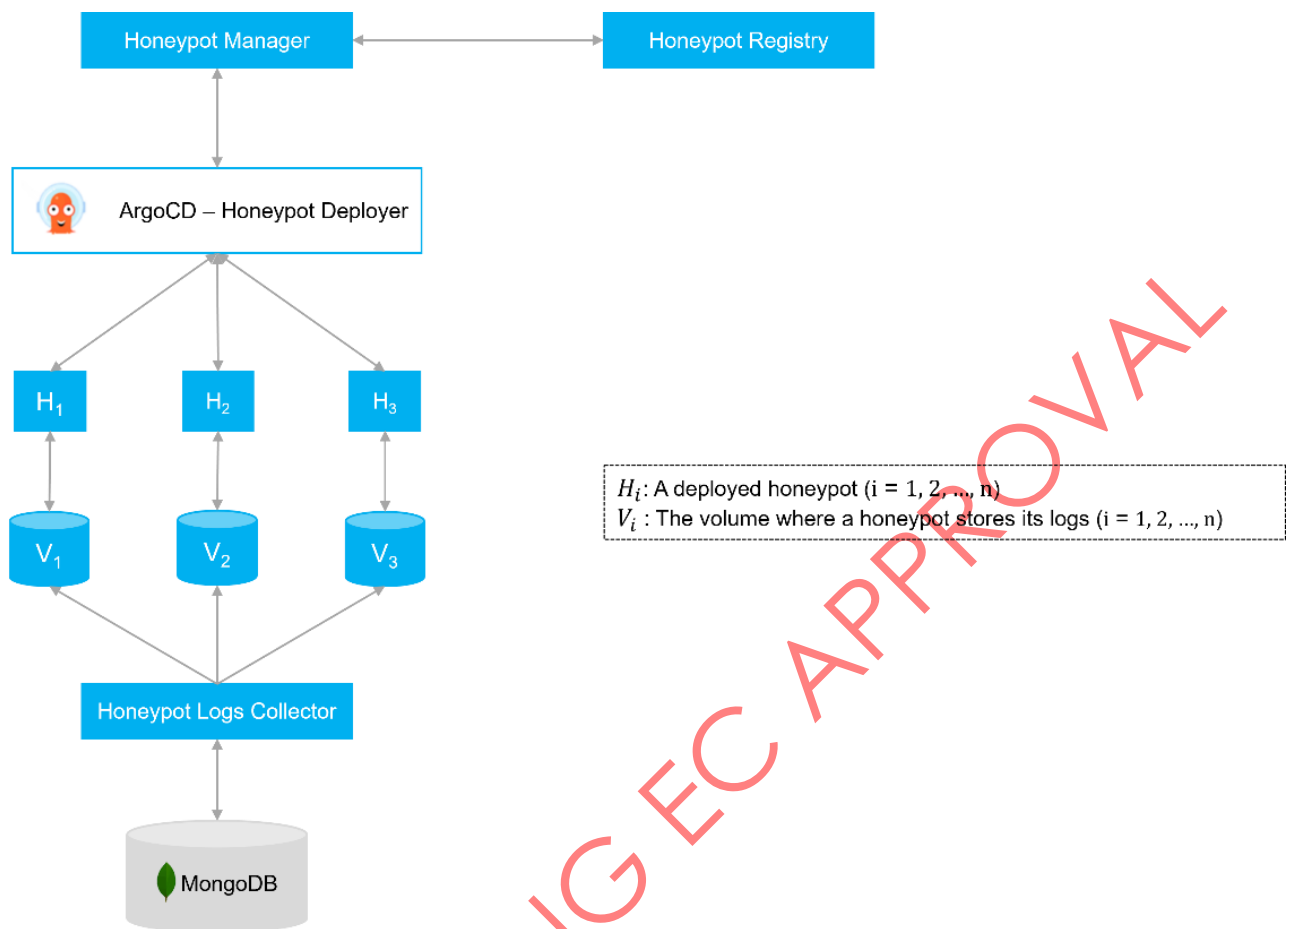 Honeypot Manager
Honeypot Registry
ArgoCD – Honeypot Deployer
H1
H2
H3
Hi: A deployed honeypot (i = 1, 2, ..., n)
Vi : The volume where a honeypot stores its logs (i = 1, 2, ..., n)
V1
V2
V3
Honeypot Logs Collector
MongoDB
NG EC APPROVAL